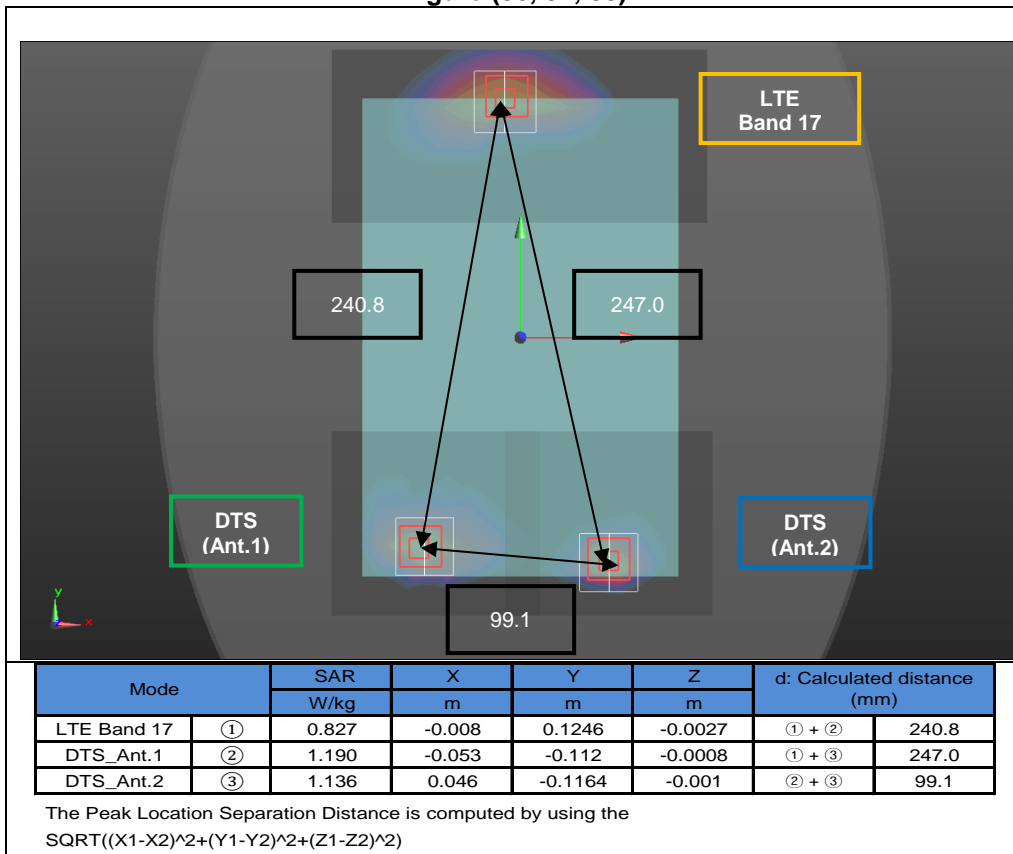 LTE
Band 17
240.8
247.0
DTS
(Ant.1)
DTS
(Ant.2)
99.1
y
x
Mode SAR X Y Z d: Calculated distance
(mm)
W/kg m m m
LTE Band 17 ① 0.827 -0.008 0.1246 -0.0027 ① + ② 240.8
DTS_Ant.1 ② 1.190 -0.053 -0.112 -0.0008 ① + ③ 247.0
DTS_Ant.2 ③ 1.136 0.046 -0.1164 -0.001 ② + ③ 99.1
The Peak Location Separation Distance is computed by using the
SQRT((X1-X2)^2+(Y1-Y2)^2+(Z1-Z2)^2)